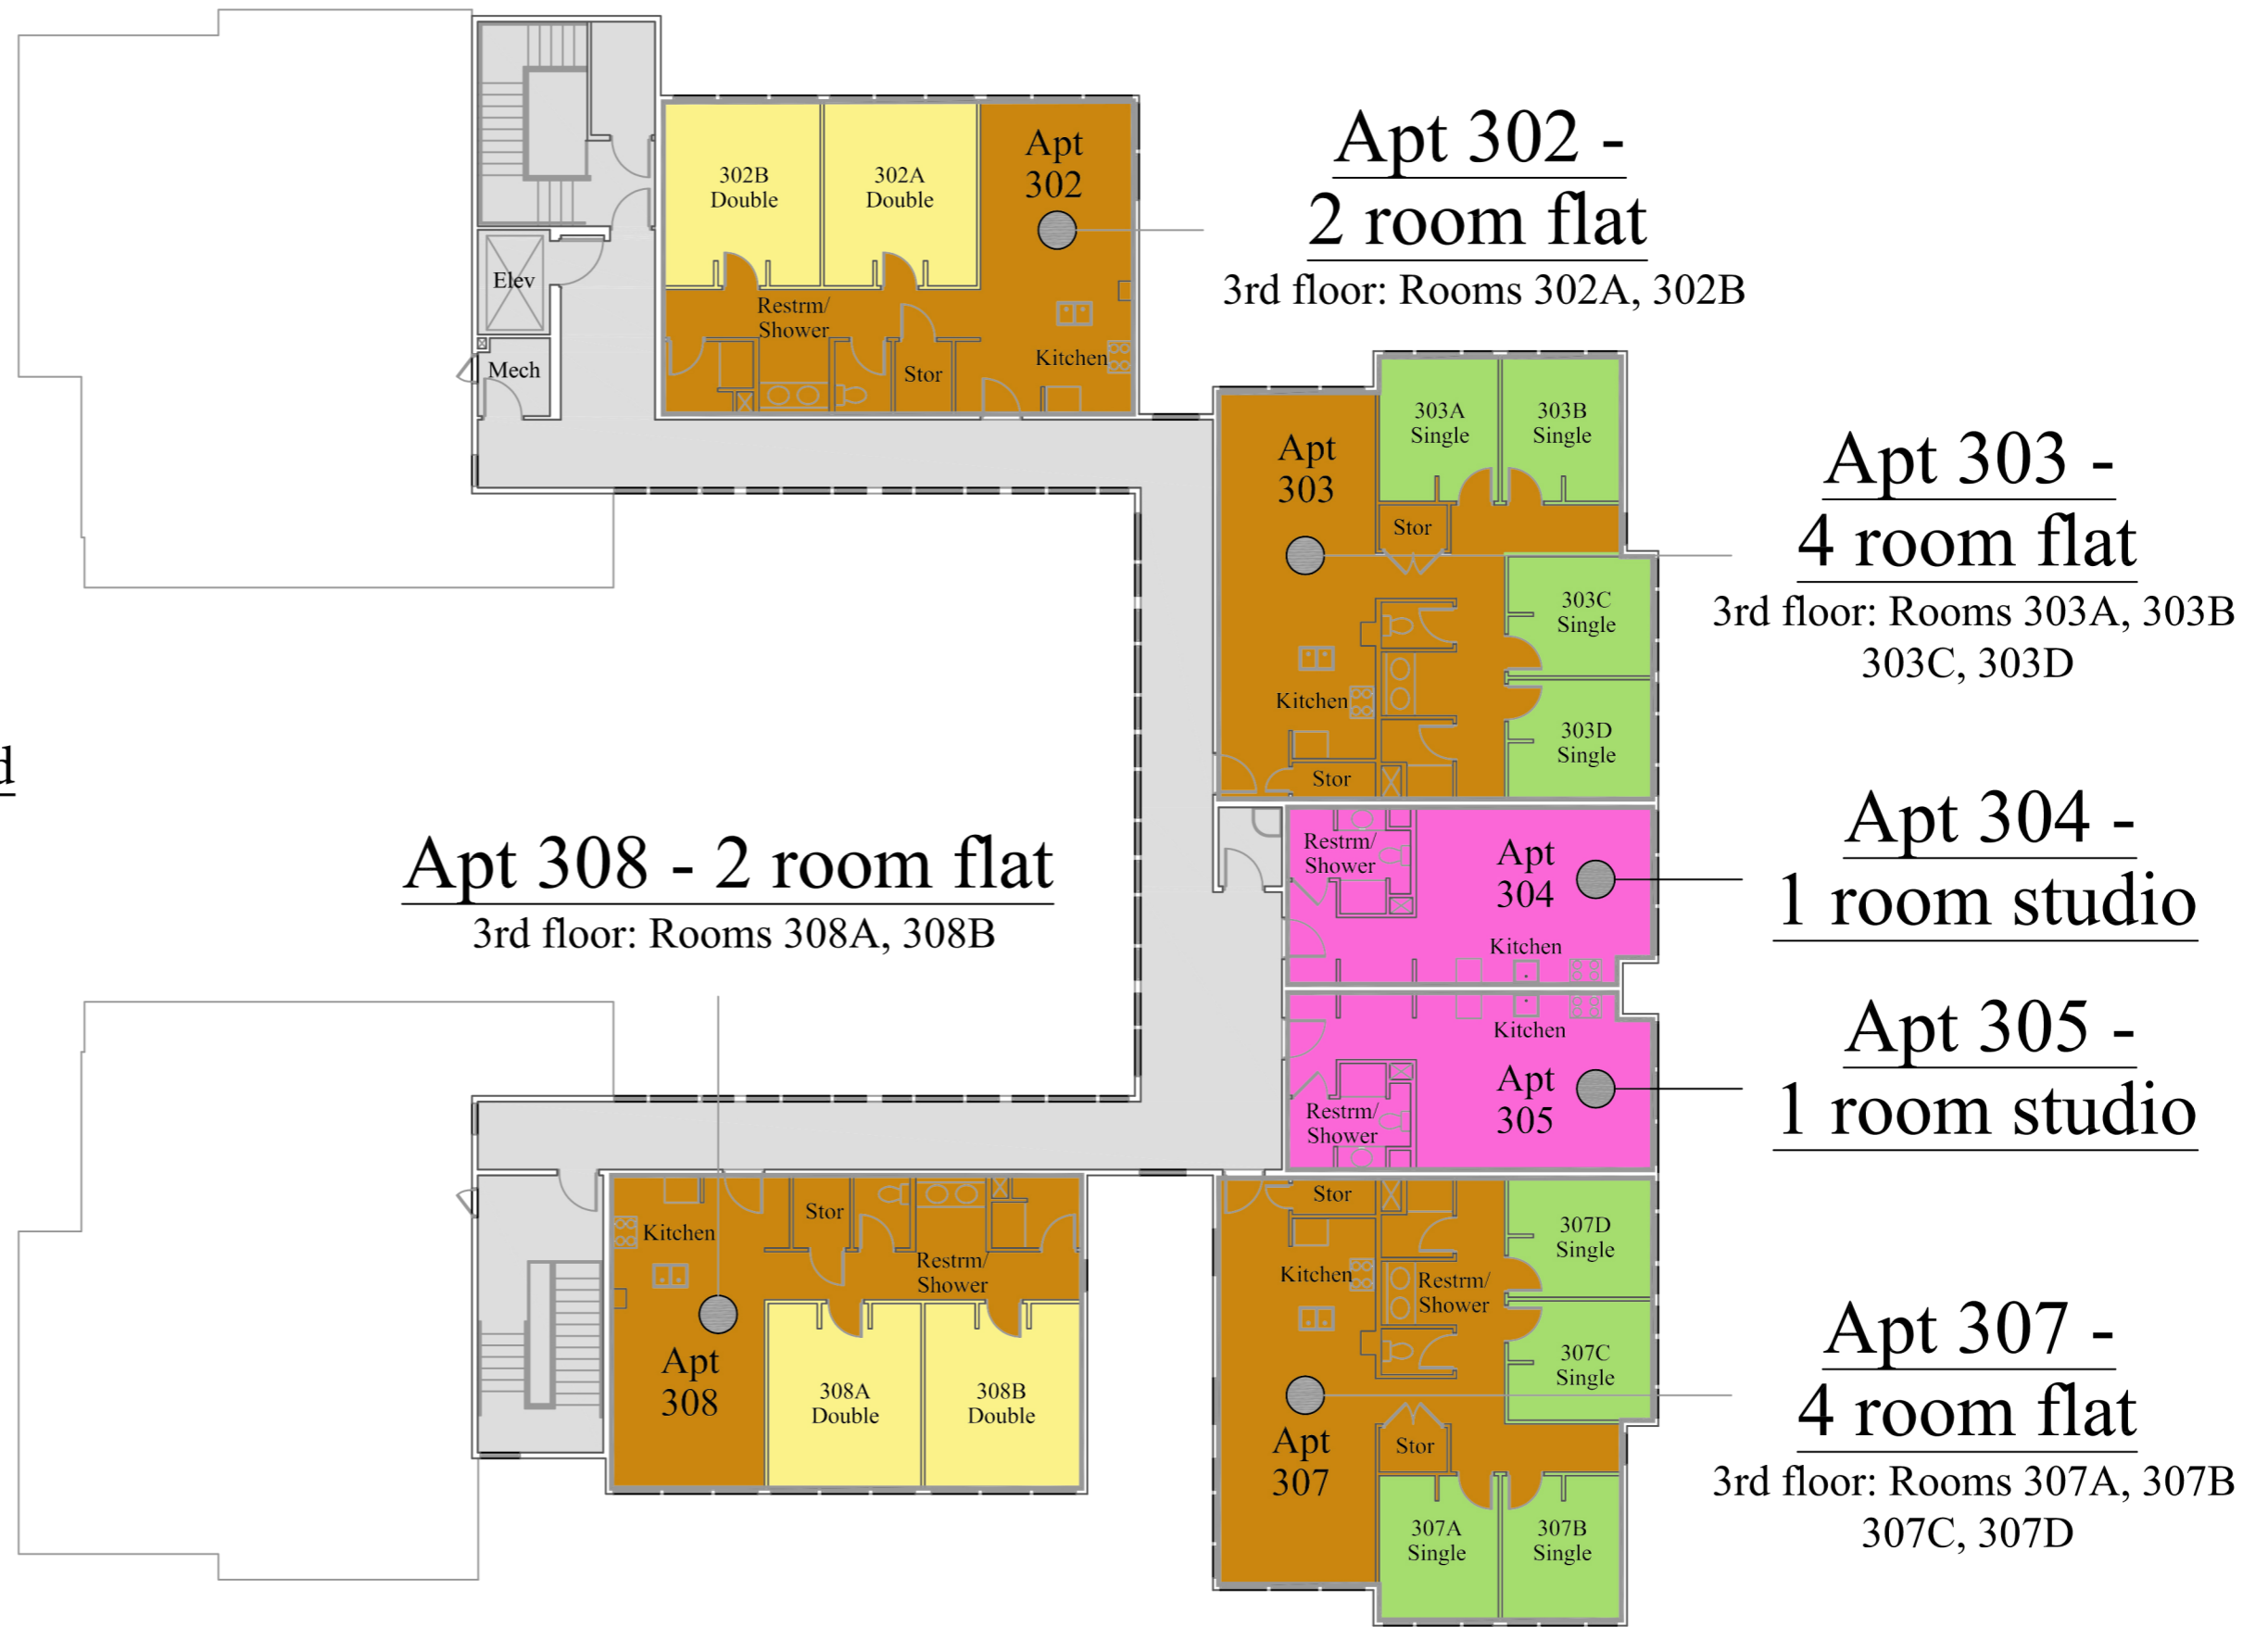 302B
Double
302A
Double
Apt
302
Elev
Restrm/
Shower
Mech
Stor
Kitchen
Apt 302 -
2 room flat
3rd floor: Rooms 302A, 302B
303A
Single
303B
Single
Apt
303
Stor
303C
Single
Kitchen
303D
Single
Stor
Apt 303 -
4 room flat
3rd floor: Rooms 303A, 303B
303C, 303D
d
Apt 308 - 2 room flat
3rd floor: Rooms 308A, 308B
Restrm/
Shower
Apt
304
Kitchen
Apt 304 -
1 room studio
Kitchen
Apt
305
Restrm/
Shower
Apt 305 -
1 room studio
Kitchen
Stor
Restrm/
Shower
Apt
308
308A
Double
308B
Double
Stor
307D
Single
Kitchen
Restrm/
Shower
307C
Single
Apt
307
Stor
307A
Single
307B
Single
Apt 307 -
4 room flat
3rd floor: Rooms 307A, 307B
307C, 307D